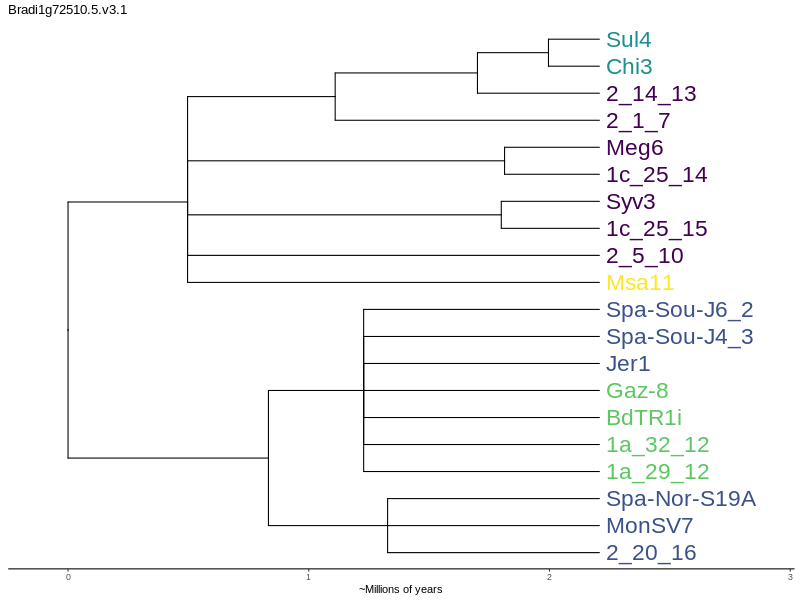 Bradi1g72510.5.v3.1
Sul4
Chi3
2_14_13
2_1_7
Meg6
1c_25_14
Syv3
1c_25_15
2_5_10
Msa11
Spa-Sou-J6_2
Spa-Sou-J4_3
Jer1
Gaz-8
BdTR1i
1a_32_12
1a_29_12
Spa-Nor-S19A
MonSV7
2_20_16
0 1 2 3
~Millions of years